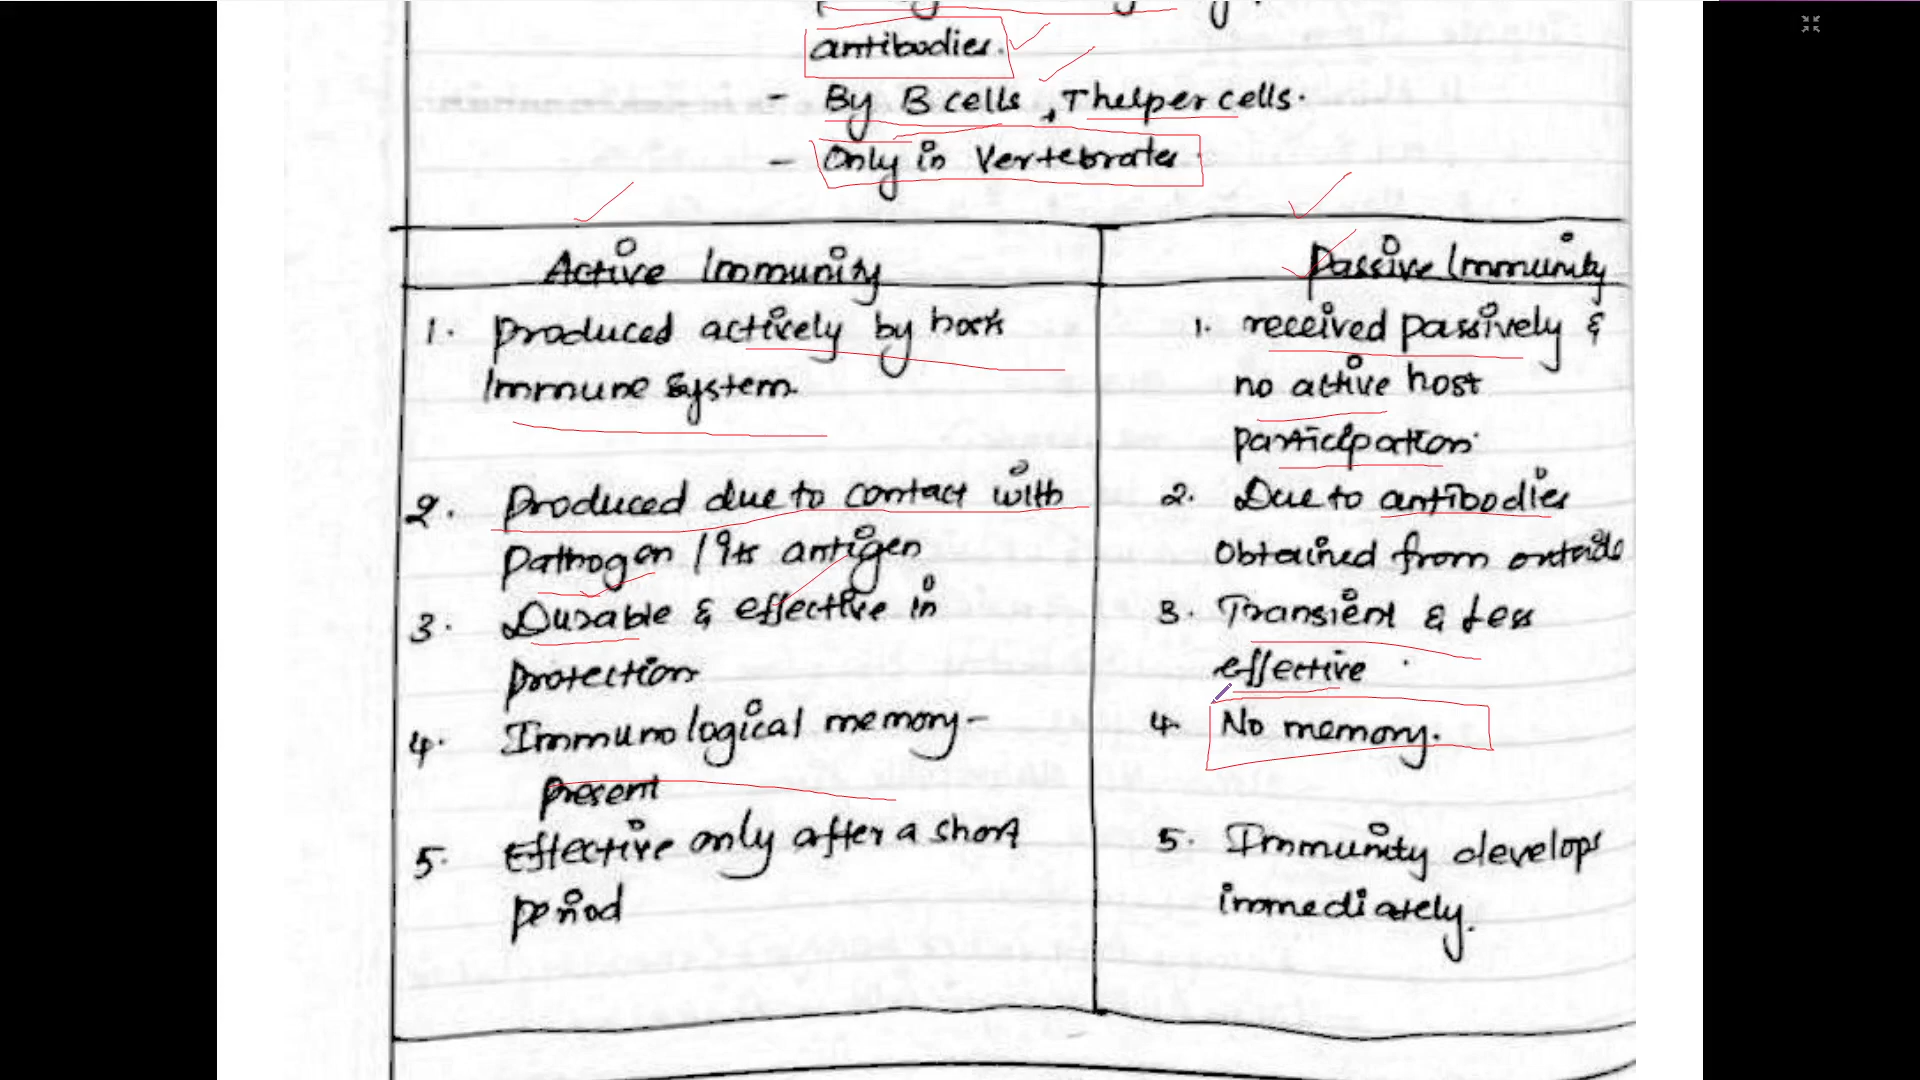 antibodies.
- By B cells, T helper cells.
- Only in Vertebrates.
Active Immunity
Passive Immunity
1. Produced actively by host
Immune System.
2. Produced due to contact with
Pathogen / Its antigen
3. Durable & effective in
protection
4. Immunological memory-
Present
5. Effective only after a short
period
1. received passively &
no active host
participation.
2. Due to antibodies
Obtained from outside
3. Transient & Less
effective.
4. No memory.
5. Immunity develops
immediately.